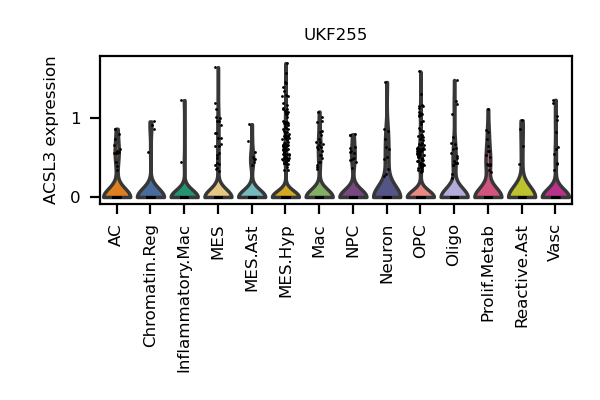 UKF255
ACSL3 expression
1
0
AC
Chromatin.Reg
Inflammatory.Mac
MES
MES.Ast
MES.Hyp
Mac
NPC
Neuron
OPC
Oligo
Prolif.Metab
Reactive.Ast
Vasc